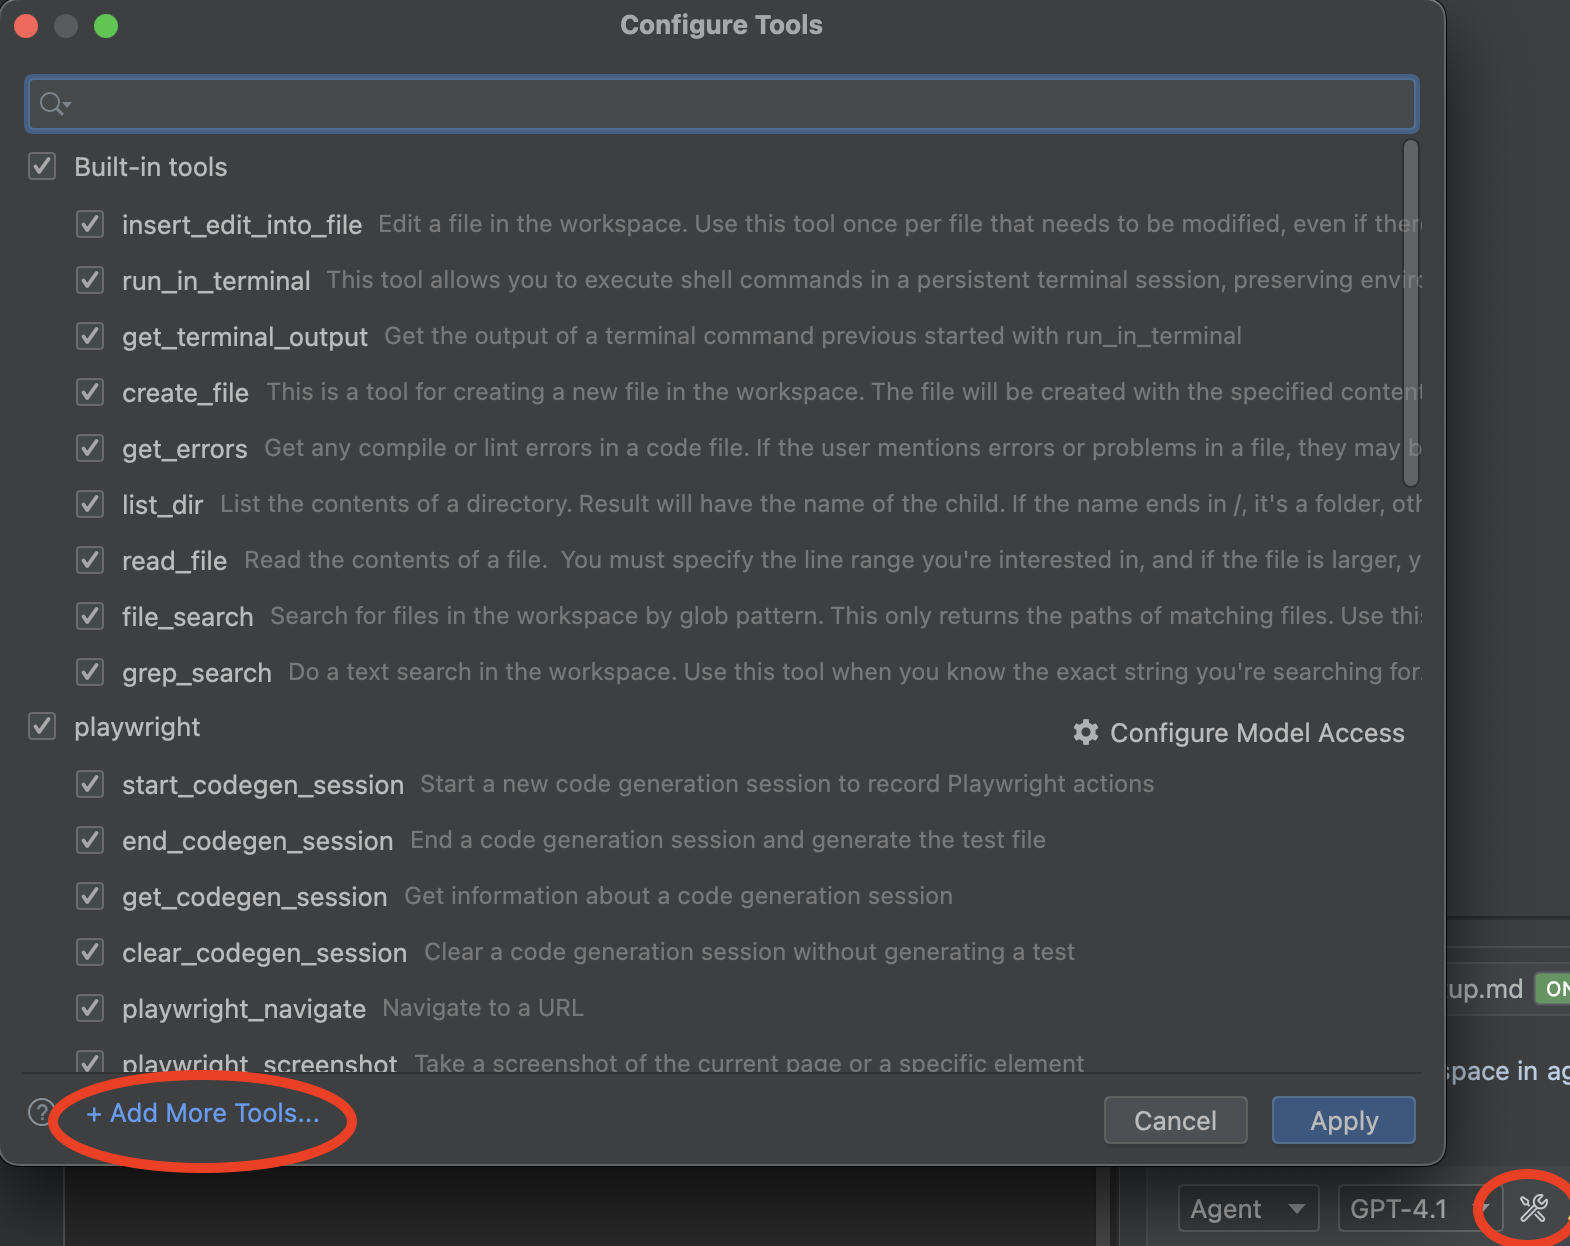 Configure Tools
Built-in tools
insert_edit_into_file Edit a file in the workspace. Use this tool once per file that needs to be modified, even if
run_in_terminal This tool allows you to execute shell commands in a persistent terminal session, preserving
get_terminal_output Get the output of a terminal command previous started with run_in_terminal
create_file This is a tool for creating a new file in the workspace. The file will be created with the specified
get_errors Get any compile or lint errors in a code file. If the user mentions errors or problems in a file, they may
list_dir List the contents of a directory. Result will have the name of the child. If the name ends in /, it's a folder,
read_file Read the contents of a file. You must specify the line range you're interested in, and if the file is larger,
file_search Search for files in the workspace by glob pattern. This only returns the paths of matching files. Use
grep_search Do a text search in the workspace. Use this tool when you know the exact string you're searching for.
playwright
Configure Model Access
start_codegen_session Start a new code generation session to record Playwright actions
end_codegen_session End a code generation session and generate the test file
get_codegen_session Get information about a code generation session
clear_codegen_session Clear a code generation session without generating a test
playwright_navigate Navigate to a URL
playwright_screenshot Take a screenshot of the current page or a specific element
up.md
in
? + Add More Tools...
Cancel
Apply
Agent
GPT-4.1